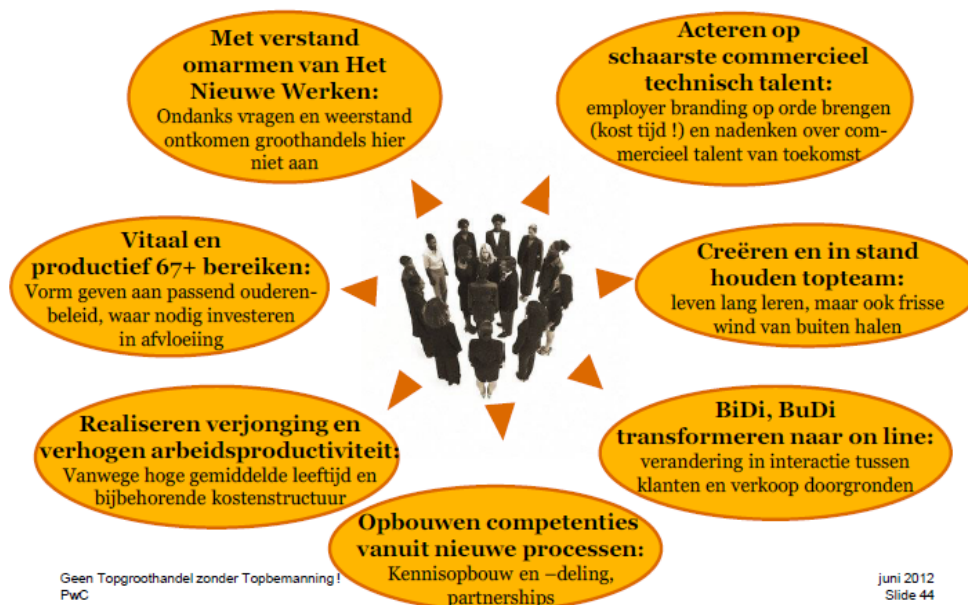 Met verstand
omarmen van Het
Nieuwe Werken:
Ondanks vragen en weerstand
ontkomen groothandels hier
niet aan
Acteren op
schaarste commercieel
technisch talent:
employer branding op orde brengen
(kost tijd !) en nadenken over com-
mercieel talent van toekomst
Vitaal en
productief 67+ bereiken:
Vorm geven aan passend ouderen-
beleid, waar nodig investeren
in afvloeiing
Creëren en in stand
houden topteam:
leven lang leren, maar ook frisse
wind van buiten halen
Realiseren verjonging en
verhogen arbeidsproductiviteit:
Vanwege hoge gemiddelde leeftijd en
bijbehorende kostenstructuur
BiDi, BuDi
transformeren naar on line:
verandering in interactie tussen
klanten en verkoop doorgronden
Opbouwen competenties
vanuit nieuwe processen:
Kennisopbouw en –deling,
partnerships
Geen Topgroothandel zonder Topbemanning !
PwC
juni 2012
Slide 44